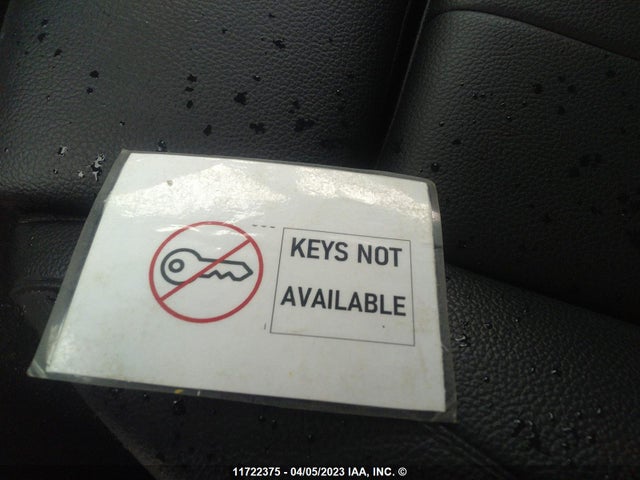 KEYS NOT
AVAILABLE
11722375 - 04/05/2023 IAA, INC. ©